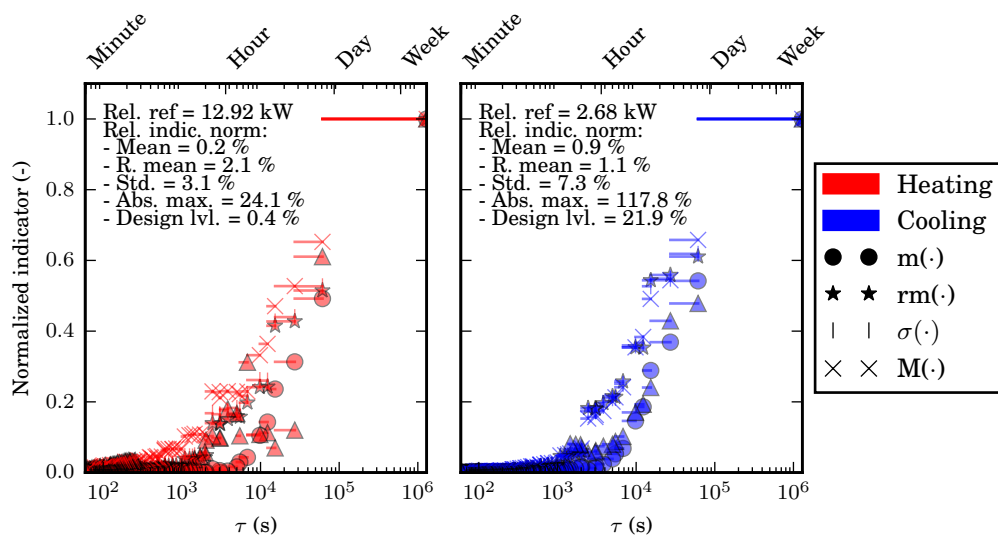 Minute
Hour
Day
Week
Minute
Hour
Day
Week
Normalized indicator (-)
1.0
0.8
0.6
0.4
0.2
0.0
Rel. ref = 12.92 kW
Rel. indic. norm:
- Mean = 0.2 %
- R. mean = 2.1 %
- Std. = 3.1 %
- Abs. max. = 24.1 %
- Design lvl. = 0.4 %
Rel. ref = 2.68 kW
Rel. indic. norm:
- Mean = 0.9 %
- R. mean = 1.1 %
- Std. = 7.3 %
- Abs. max. = 117.8 %
- Design lvl. = 21.9 %
10² 10³ 10⁴ 10⁵ 10⁶
τ (s)
10² 10³ 10⁴ 10⁵ 10⁶
τ (s)
Heating
Cooling
m(·)
rm(·)
σ(·)
M(·)